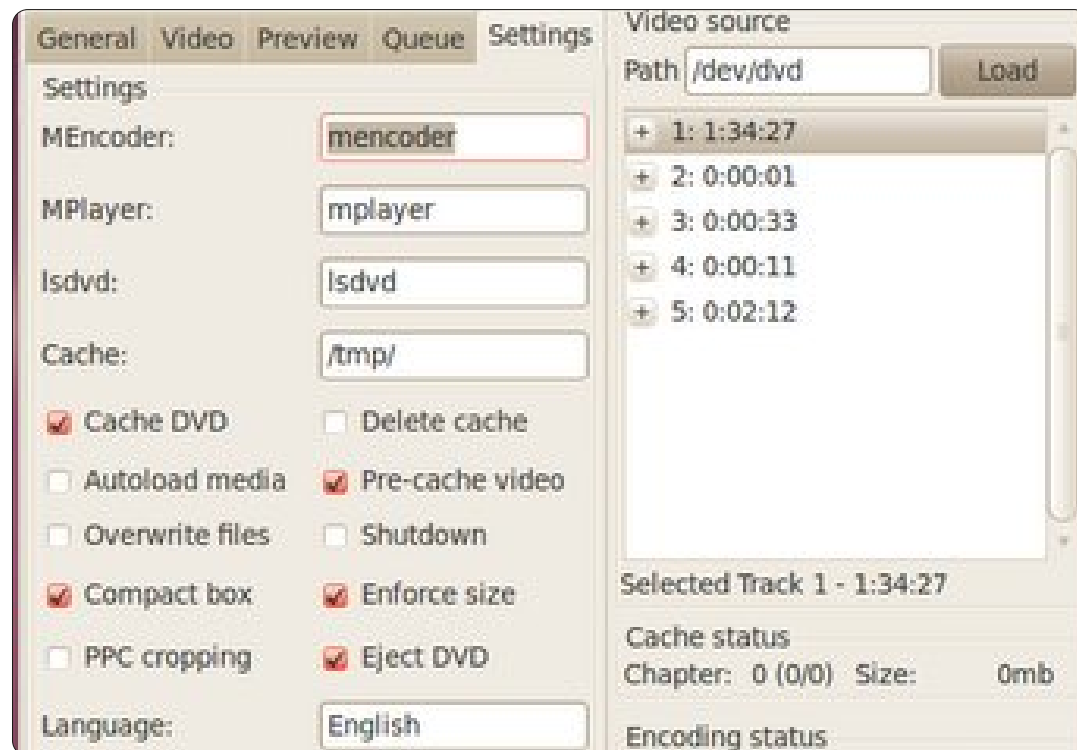 General Video Preview Queue Settings
Settings
MEncoder: mencoder
MPlayer: mplayer
lsdvd: lsdvd
Cache: /tmp/
Cache DVD Delete cache
Autoload media Pre-cache video
Overwrite files Shutdown
Compact box Enforce size
PPC cropping Eject DVD
Language: English
Video source
Path /dev/dvd Load
+ 1: 1:34:27
+ 2: 0:00:01
+ 3: 0:00:33
+ 4: 0:00:11
+ 5: 0:02:12
Selected Track 1 - 1:34:27
Cache status
Chapter: 0 (0/0) Size: 0mb
Encoding status